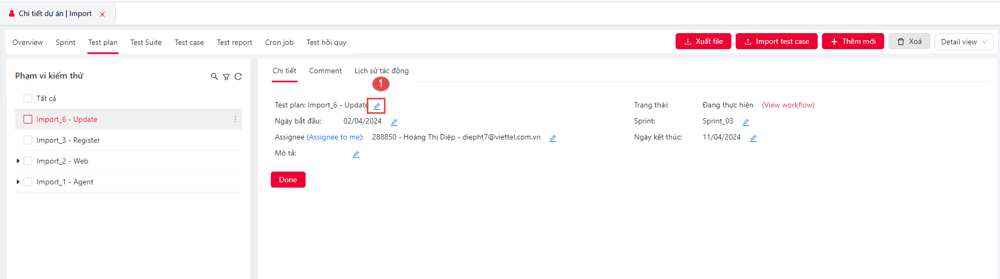 Chi tiết dự án | Import
Overview Sprint Test plan Test Suite Test case Test report Cron job Test hồi quy
Xuất file Import test case Thêm mới Xoá Detail view
Phạm vi kiểm thử
Tất cả
Import_6 - Update
Import_3 - Register
Import_2 - Web
Import_1 - Agent
Chi tiết Comment Lịch sử tác động
1
Test plan: Import_6 - Update Trạng thái: Đang thực hiện (View workflow)
Ngày bắt đầu: 02/04/2024 Sprint: Sprint_03
Assignee (Assignee to me): 288850 - Hoàng Thị Diệp - diepht7@viettel.com.vn Ngày kết thúc: 11/04/2024
Mô tả:
Done